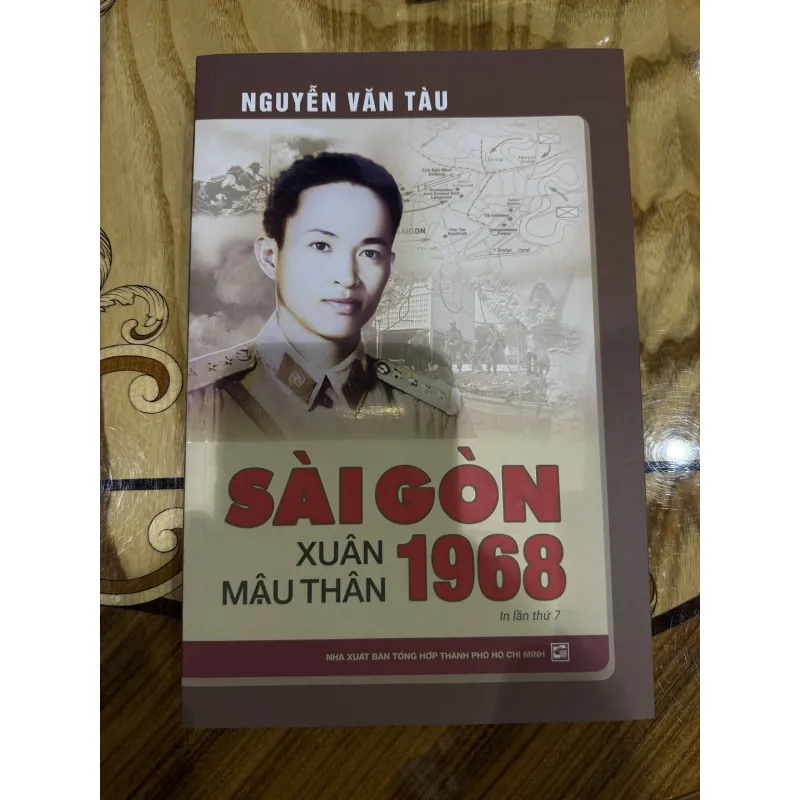 NGUYỄN VĂN TÀU
SAIGON
SÀI GÒN
XUÂN
MẬU THÂN 1968
In lần thứ 7
NHÀ XUẤT BẢN TỔNG HỢP THÀNH PHỐ HỒ CHÍ MINH